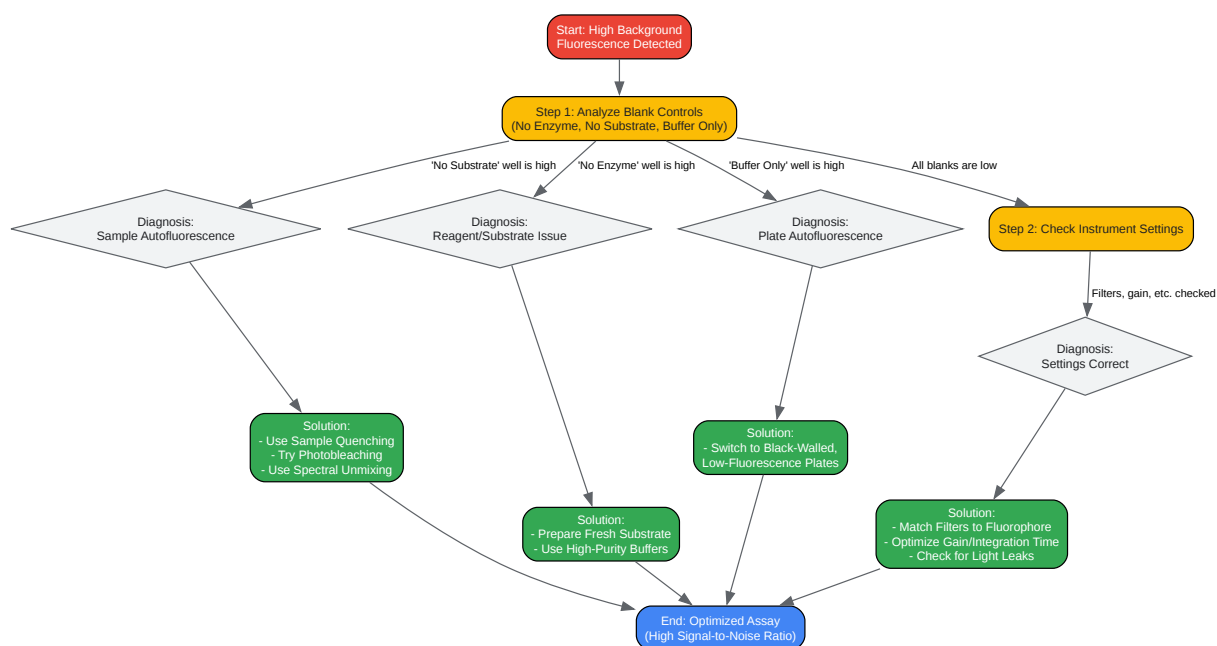 Start: High Background
Fluorescence Detected
Step 1: Analyze Blank Controls
(No Enzyme, No Substrate, Buffer Only)
'No Substrate' well is high
'No Enzyme' well is high
'Buffer Only' well is high
All blanks are low
Diagnosis:
Sample Autofluorescence
Diagnosis:
Reagent/Substrate Issue
Diagnosis:
Plate Autofluorescence
Step 2: Check Instrument Settings
Filters, gain, etc. checked
Diagnosis:
Settings Correct
Solution:
- Use Sample Quenching
- Try Photobleaching
- Use Spectral Unmixing
Solution:
- Switch to Black-Walled,
Low-Fluorescence Plates
Solution:
- Prepare Fresh Substrate
- Use High-Purity Buffers
Solution:
- Match Filters to Fluorophore
- Optimize Gain/Integration Time
- Check for Light Leaks
End: Optimized Assay
(High Signal-to-Noise Ratio)